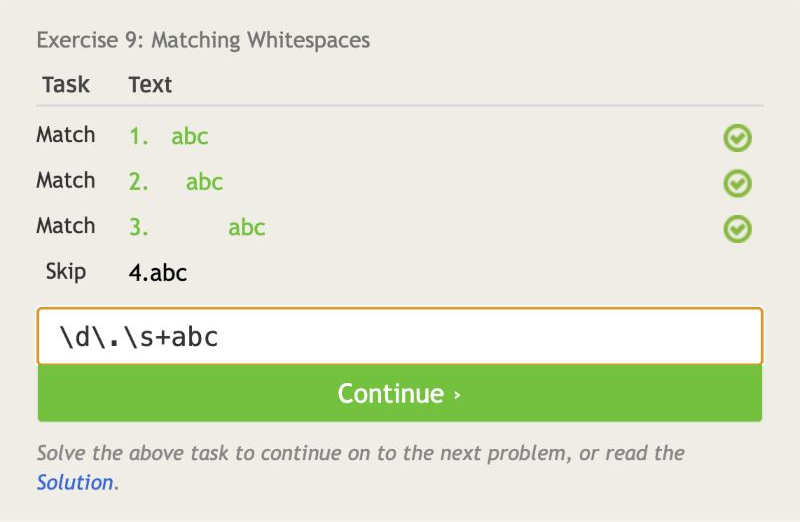 Exercise 9: Matching Whitespaces
Task Text
Match 1.   abc
Match 2.    abc
Match 3.          abc
Skip 4.abc
\d\.\s+abc
Continue ›
Solve the above task to continue on to the next problem, or read the
Solution.